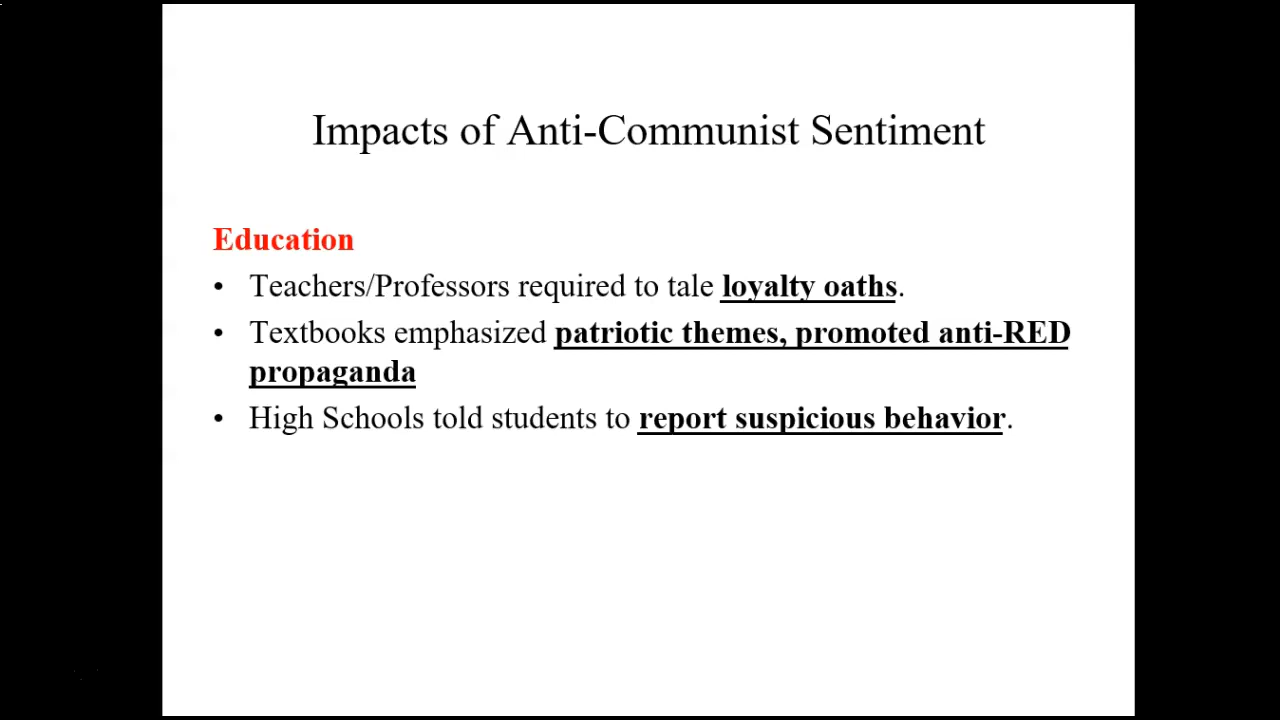 Impacts of Anti-Communist Sentiment
Education
• Teachers/Professors required to tale loyalty oaths.
• Textbooks emphasized patriotic themes, promoted anti-RED
propaganda
• High Schools told students to report suspicious behavior.